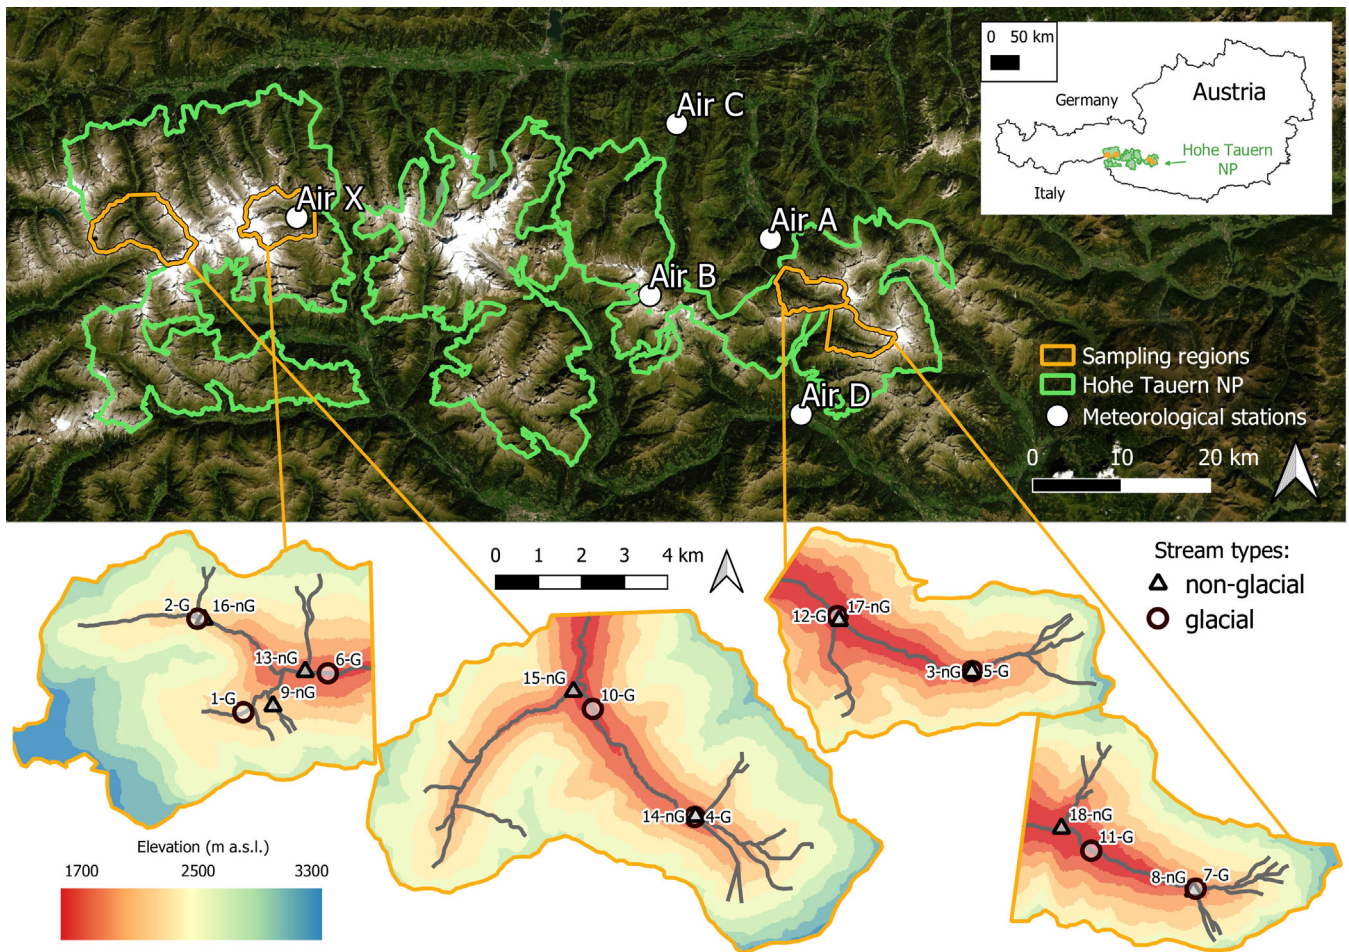 Air C
Air X
Air A
Air B
Air D
0 50 km
Germany
Austria
Hohe Tauern
NP
Italy
Sampling regions
Hohe Tauern NP
Meteorological stations
0 10 20 km
0 1 2 3 4 km
Stream types:
non-glacial
glacial
2-G 16-nG
13-nG 6-G
1-G 9-nG
15-nG 10-G
14-nG 4-G
12-G 17-nG
3-nG 5-G
18-nG
11-G
8-nG 7-G
Elevation (m a.s.l.)
1700 2500 3300